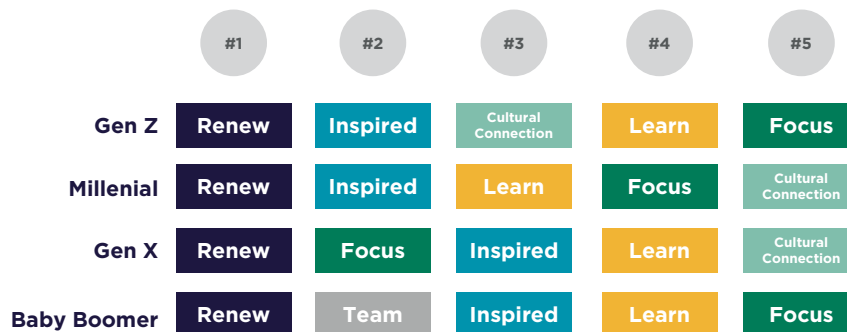 #1 #2 #3 #4 #5
Gen Z Renew Inspired Cultural Connection Learn Focus
Millenial Renew Inspired Learn Focus Cultural Connection
Gen X Renew Focus Inspired Learn Cultural Connection
Baby Boomer Renew Team Inspired Learn Focus